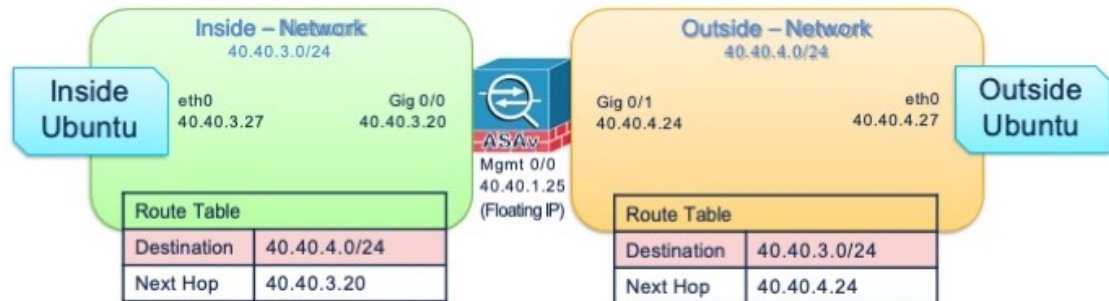 Inside – Network
40.40.3.0/24
Inside
Ubuntu
eth0
40.40.3.27
Gig 0/0
40.40.3.20
Route Table
Destination 40.40.4.0/24
Next Hop 40.40.3.20
ASAv
Mgmt 0/0
40.40.1.25
(Floating IP)
Outside – Network
40.40.4.0/24
Gig 0/1
40.40.4.24
eth0
40.40.4.27
Outside
Ubuntu
Route Table
Destination 40.40.3.0/24
Next Hop 40.40.4.24